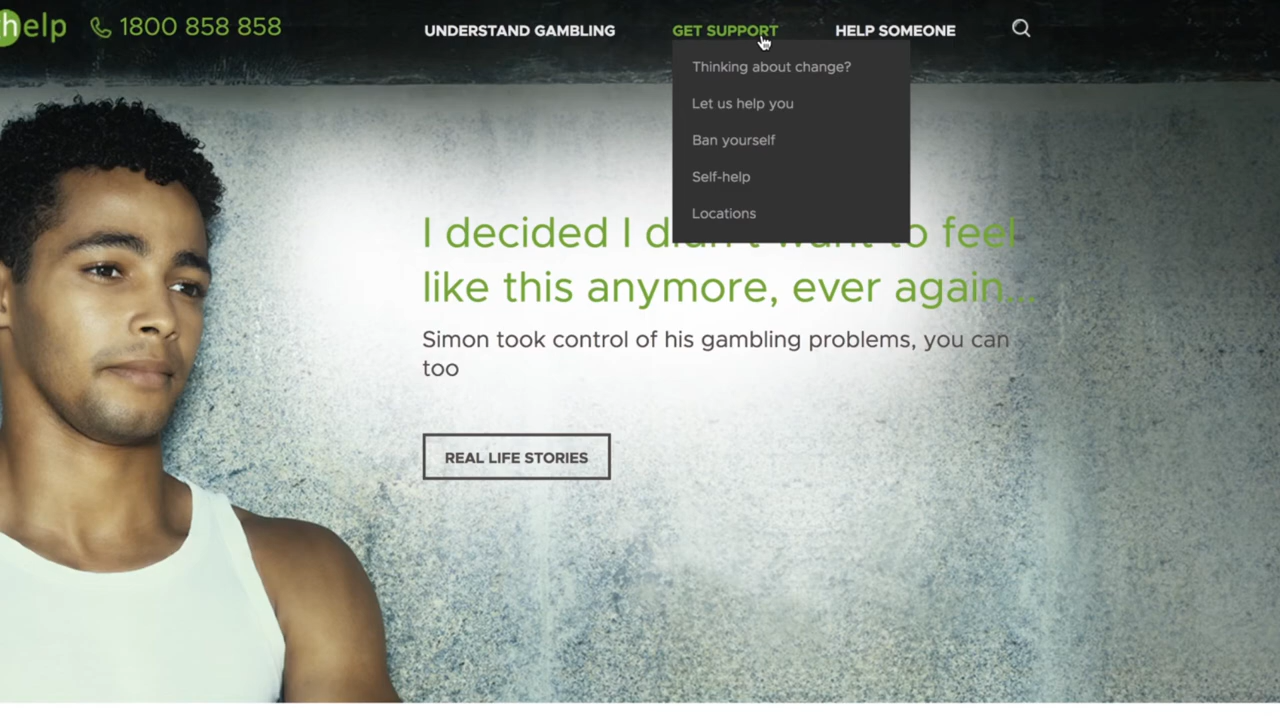 help 1800 858 858
UNDERSTAND GAMBLING GET SUPPORT HELP SOMEONE
Thinking about change?
Let us help you
Ban yourself
Self-help
Locations
I decided I didn't want to feel
like this anymore, ever again...
Simon took control of his gambling problems, you can
too
REAL LIFE STORIES